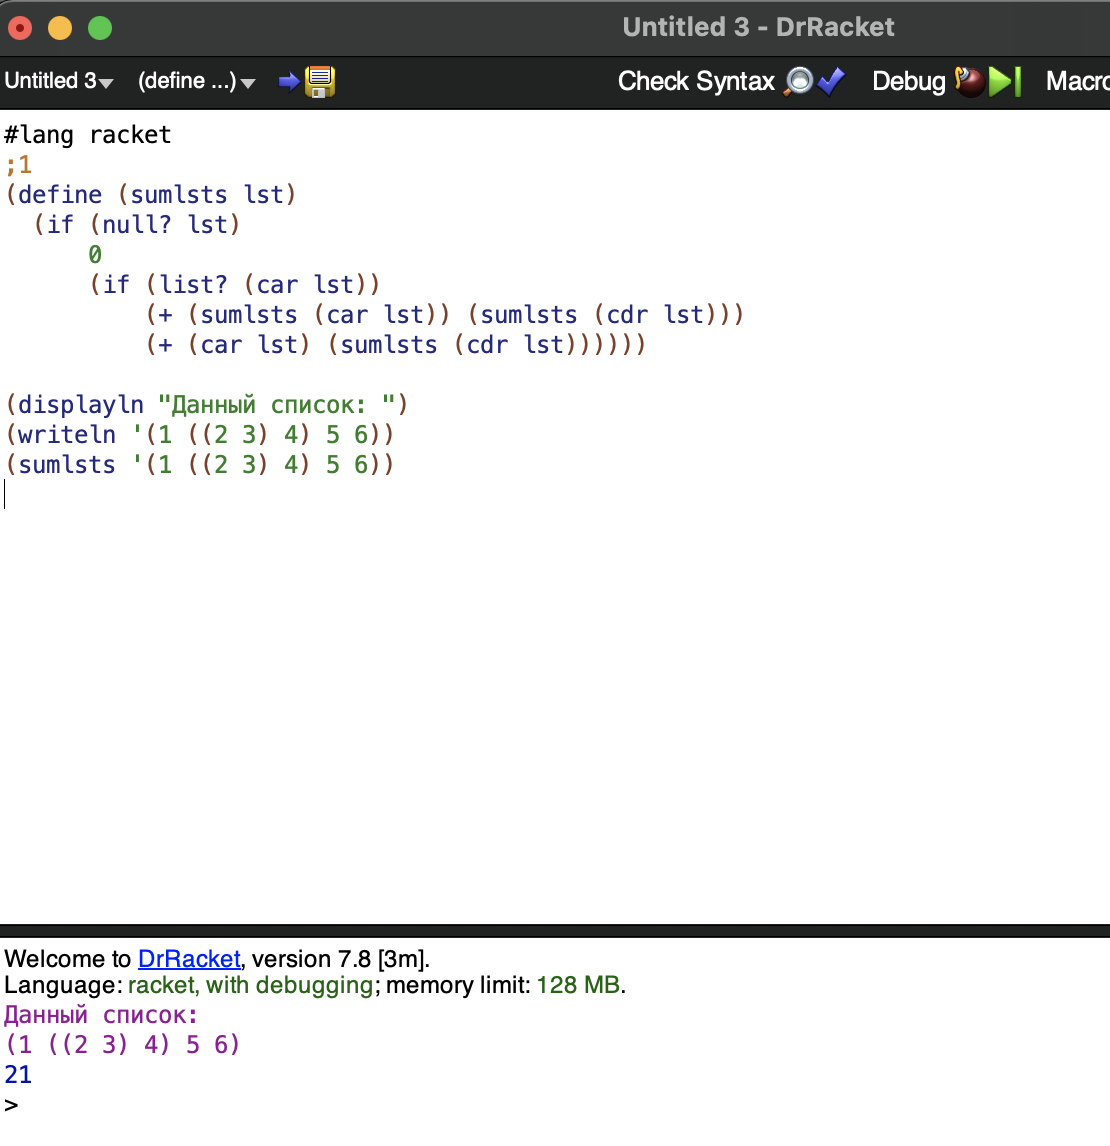 Untitled 3 - DrRacket
Untitled 3 (define ...) Check Syntax Debug Macro
#lang racket
;1
(define (sumlsts lst)
  (if (null? lst)
      0
      (if (list? (car lst))
          (+ (sumlsts (car lst)) (sumlsts (cdr lst)))
          (+ (car lst) (sumlsts (cdr lst))))))
(displayln "Данный список: ")
(writeln '(1 ((2 3) 4) 5 6))
(sumlsts '(1 ((2 3) 4) 5 6))
Welcome to DrRacket, version 7.8 [3m].
Language: racket, with debugging; memory limit: 128 MB.
Данный список:
(1 ((2 3) 4) 5 6)
21
>